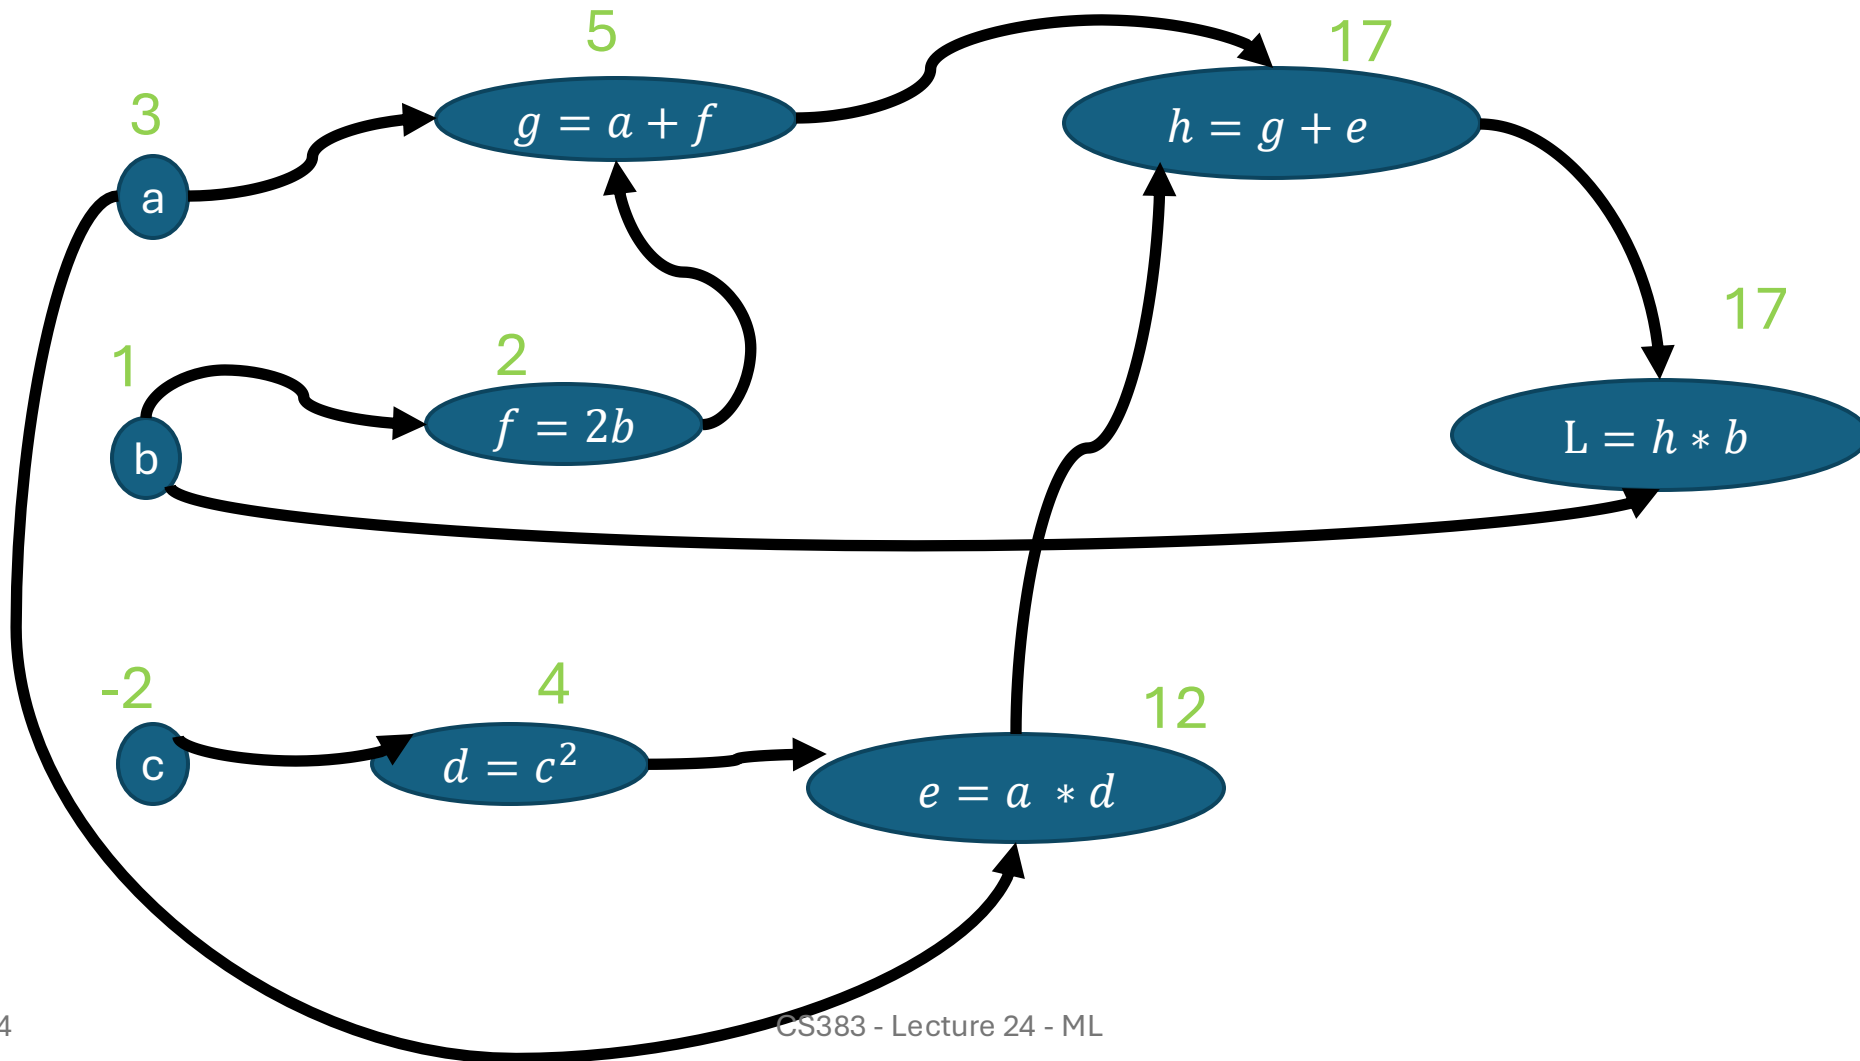 5
17
3
g = a + f
h = g + e
a
17
1
2
b
f = 2b
L = h ∗ b
-2
4
12
c
d = c²
e = a ∗ d
4
CS383 - Lecture 24 - ML